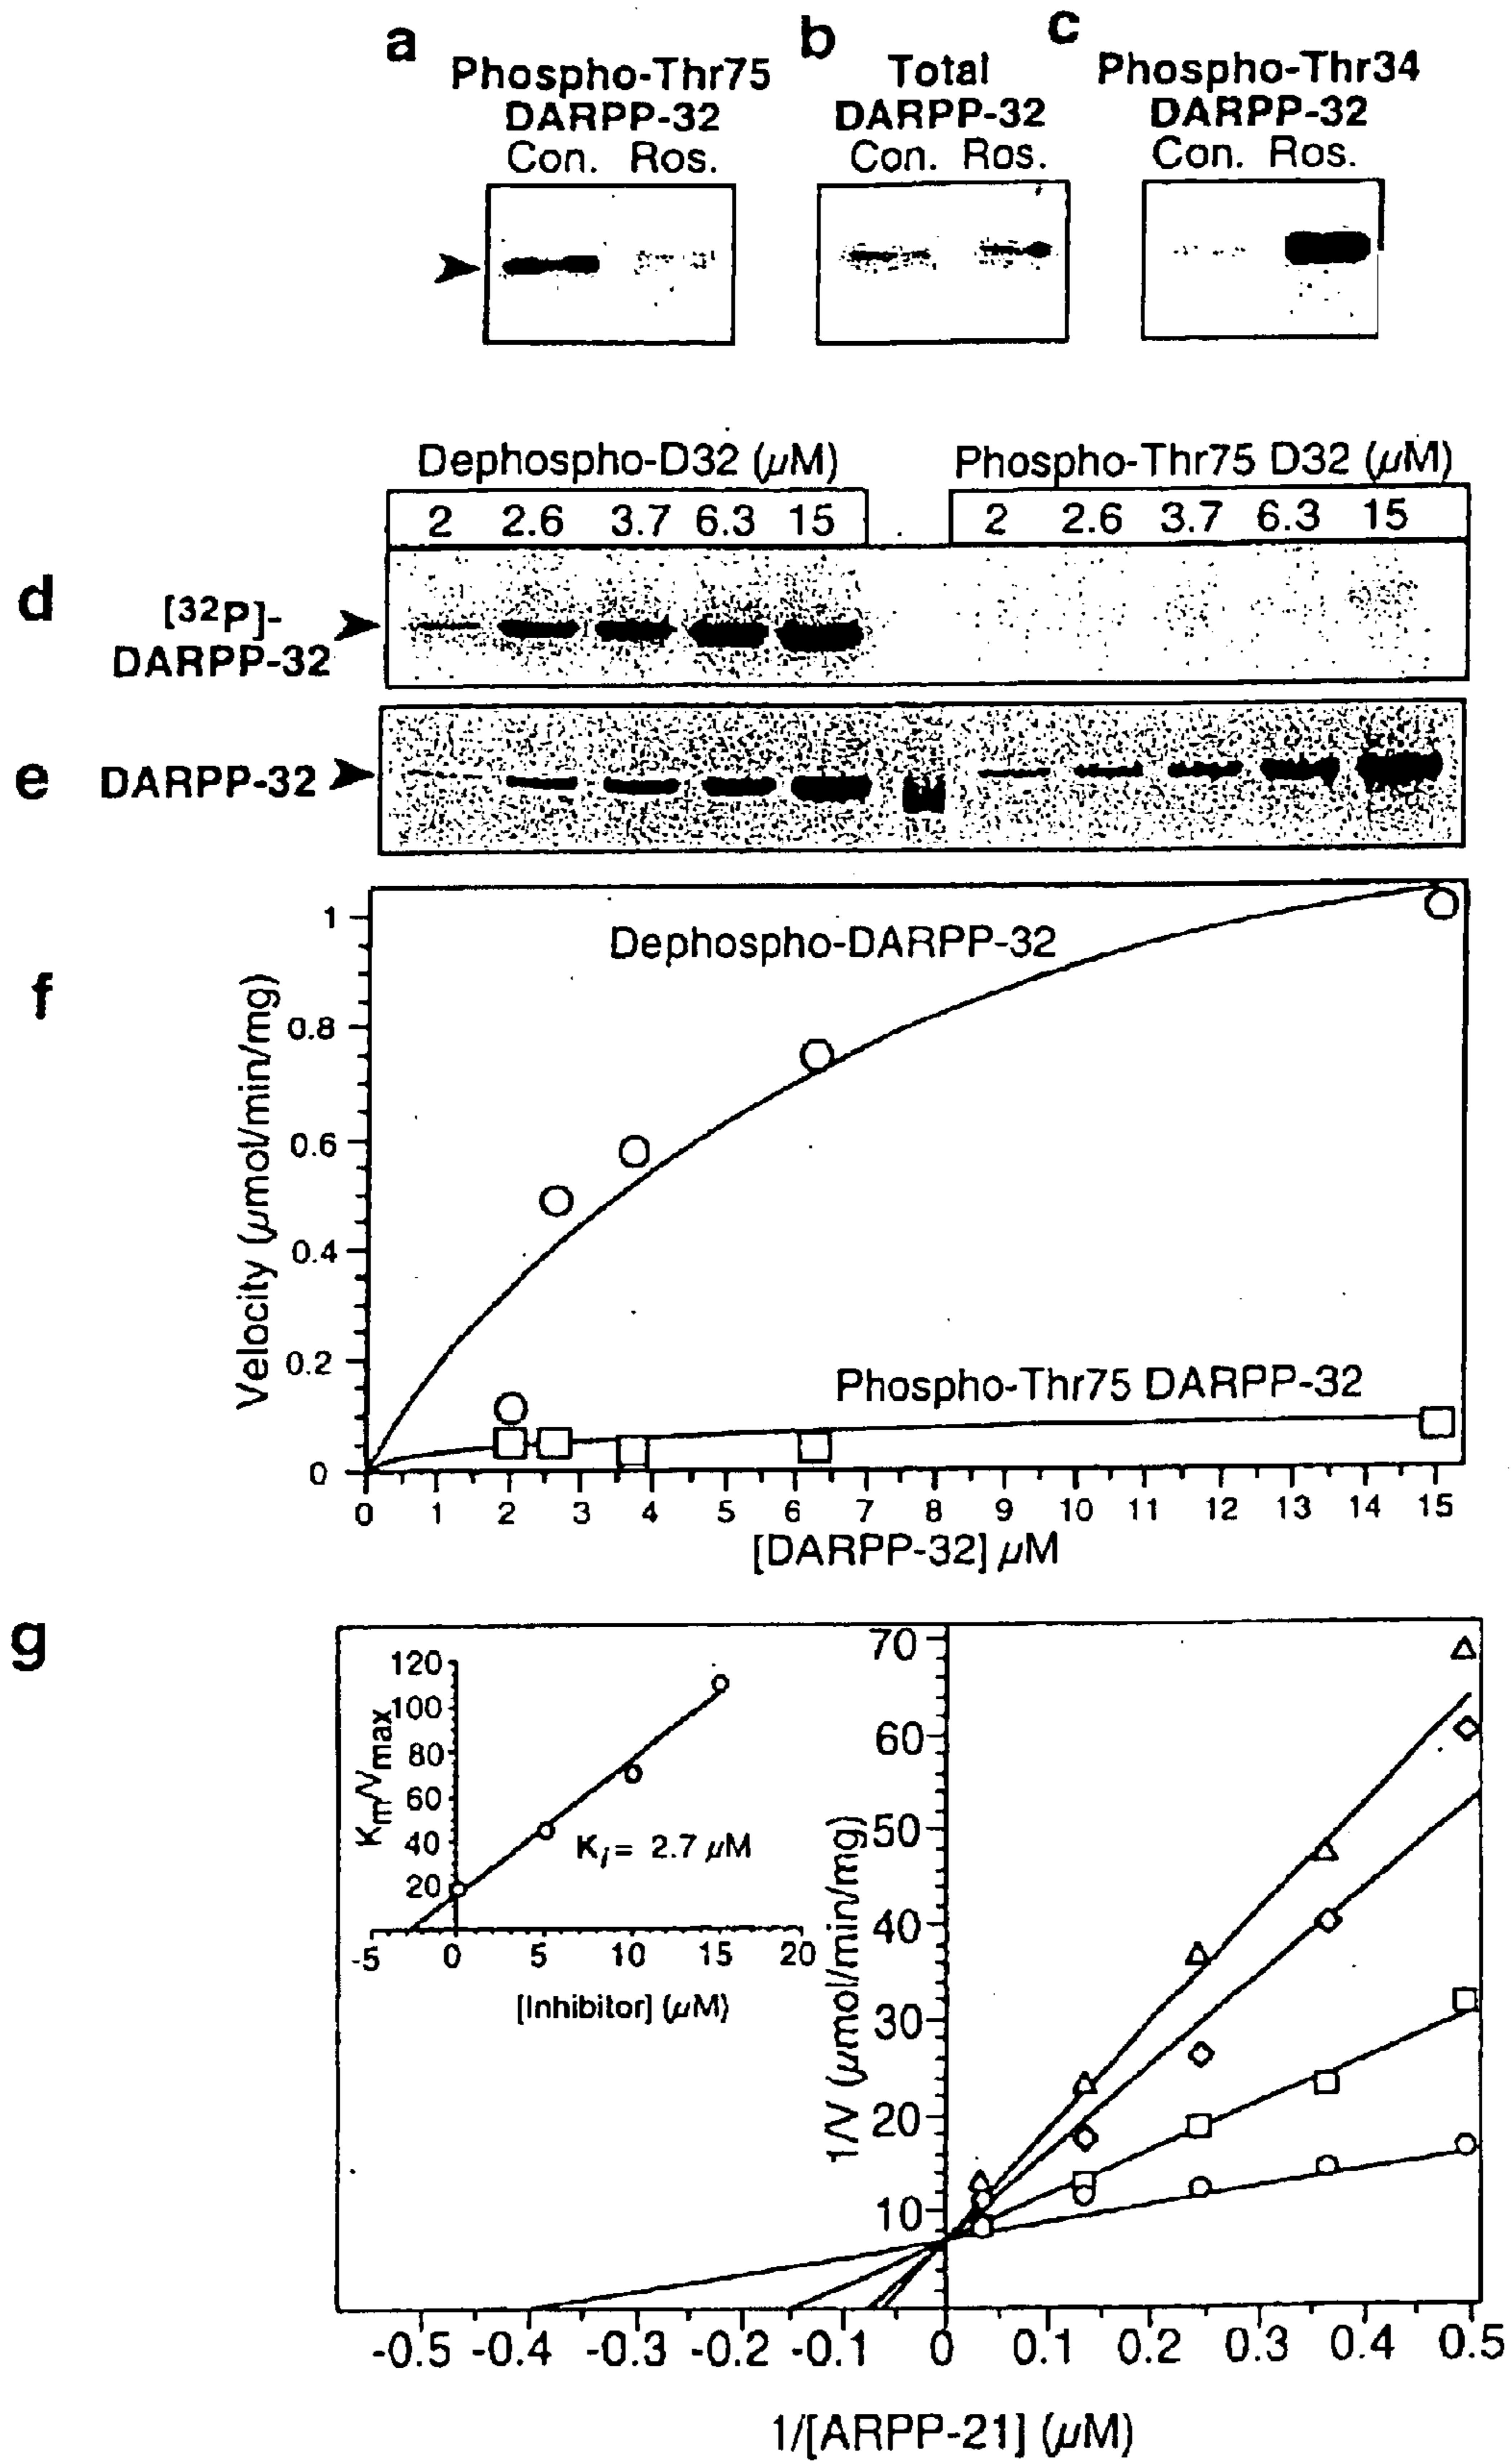 a b c
Phospho-Thr75 Total Phospho-Thr34
DARPP-32 DARPP-32 DARPP-32
Con. Ros. Con. Ros. Con. Ros.
Dephospho-D32 (μM) Phospho-Thr75 D32 (μM)
2 2.6 3.7 6.3 15 2 2.6 3.7 6.3 15
d [32P]-
DARPP-32
e DARPP-32
f
Dephospho-DARPP-32
Phospho-Thr75 DARPP-32
Velocity (μmol/min/mg)
1
0.8
0.6
0.4
0.2
0
0 1 2 3 4 5 6 7 8 9 10 11 12 13 14 15
[DARPP-32] μM
g
Km/Vmax
120
100
80
60
40
20
Ki = 2.7 μM
-5 0 5 10 15 20
[Inhibitor] (μM)
1/V (μmol/min/mg)
70
60
50
40
30
20
10
-0.5 -0.4 -0.3 -0.2 -0.1 0 0.1 0.2 0.3 0.4 0.5
1/[ARPP-21] (μM)